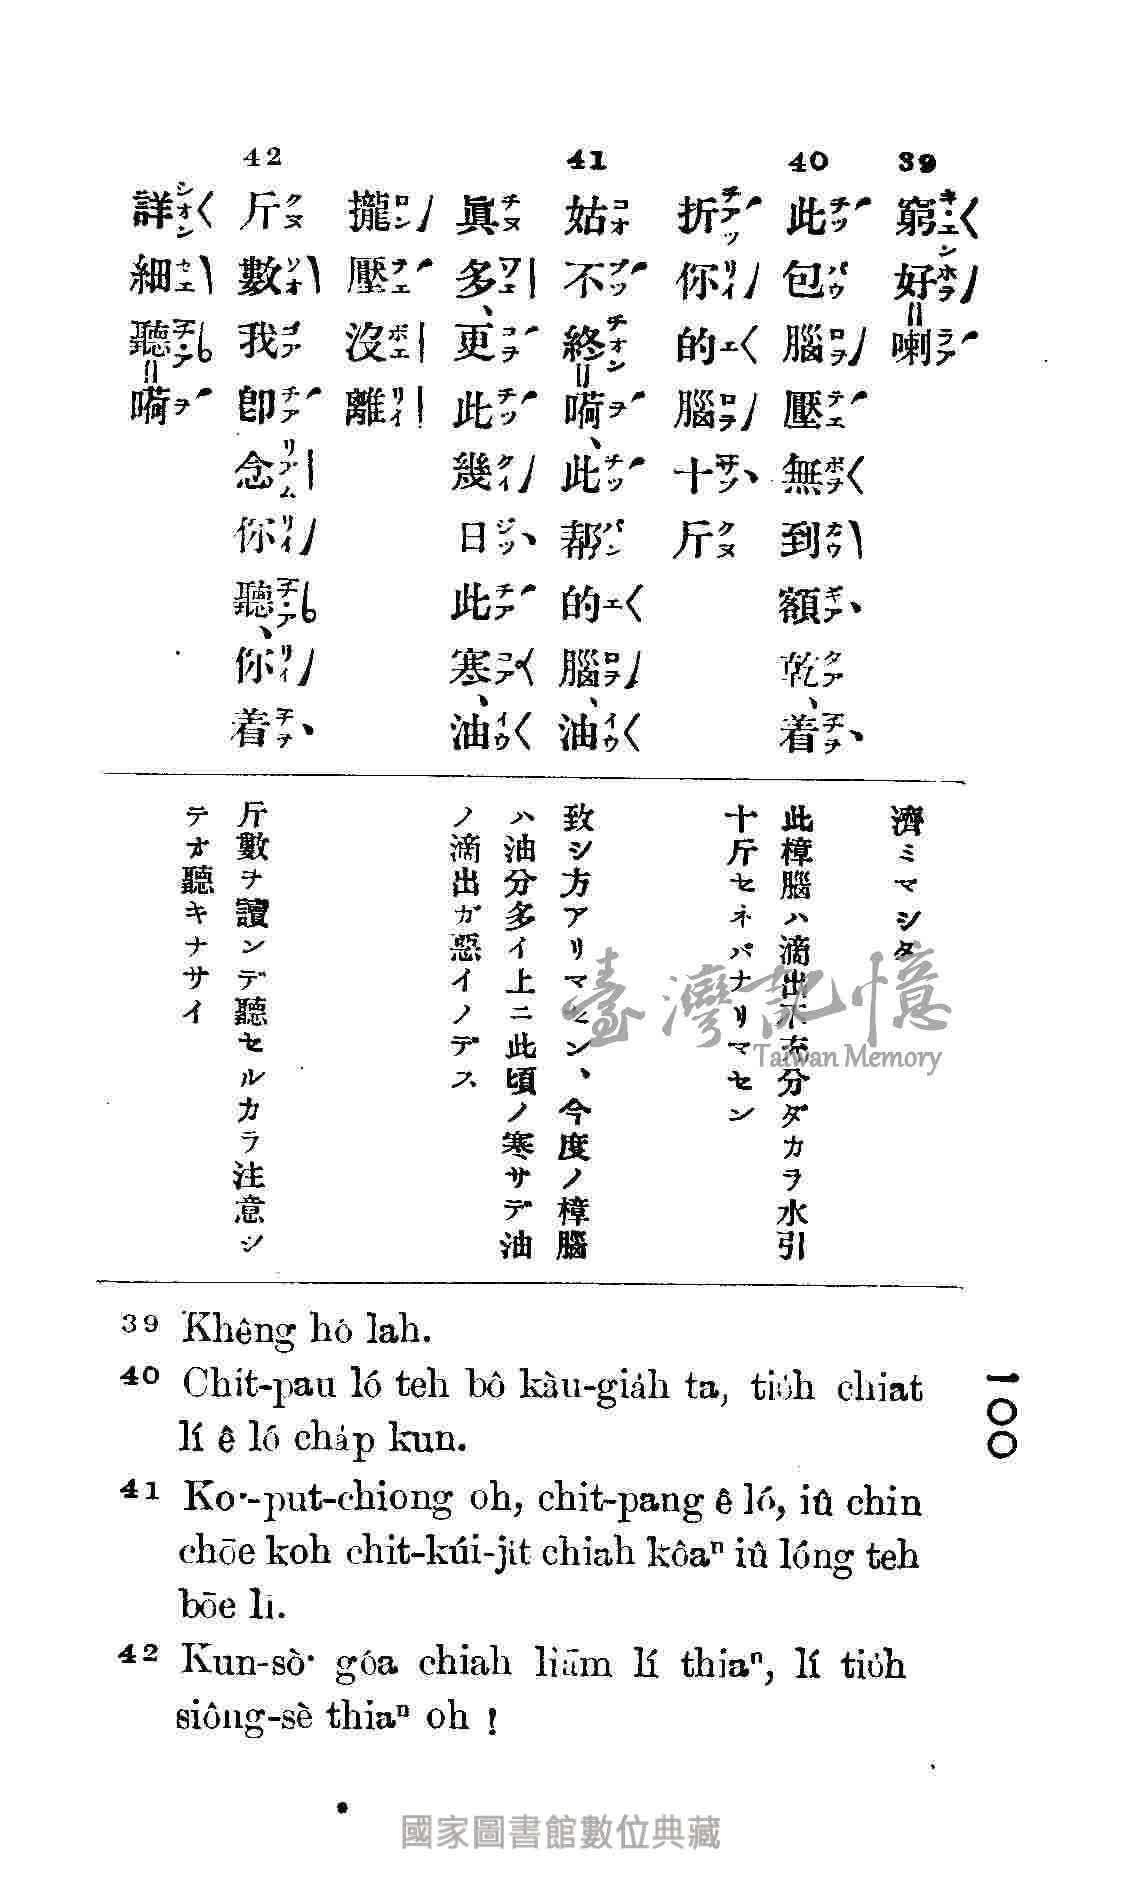 39
窮好=喇
40
此包腦壓無到額乾、着
折你的腦十斤
41
姑不終=嗬、此帮的腦、油
眞多、更此幾日此寒、油
攏壓沒離
42
斤數我卽念你聽、你着
詳細聽=嗬
濟ミマシタ
此樟腦ハ滴出不充分ダカラ水引
十斤セネバナリマセン
致シ方アリマセン、今度ノ樟腦
ハ油分多イ上ニ此頃ノ寒サデ油
ノ滴出ガ惡イノデス
斤數ヲ讀ンデ聽セルカラ注意シ
テオ聽キナサイ
39 Khêng hó lah.
40 Chit-pau ló teh bô kàu-gia̍h ta, tio̍h chiat
lí ê ló cha̍p kun.
41 Ko·-put-chiong oh, chit-pang ê ló, iû chin
chōe koh chit-kúi-ji̍t chiah kôaⁿ iû lóng teh
bōe lī.
42 Kun-sò· góa chiah liām lí thiaⁿ, lí tio̍h
siông-sè thiaⁿ oh !
100
臺灣記憶
Taiwan Memory
國家圖書館數位典藏